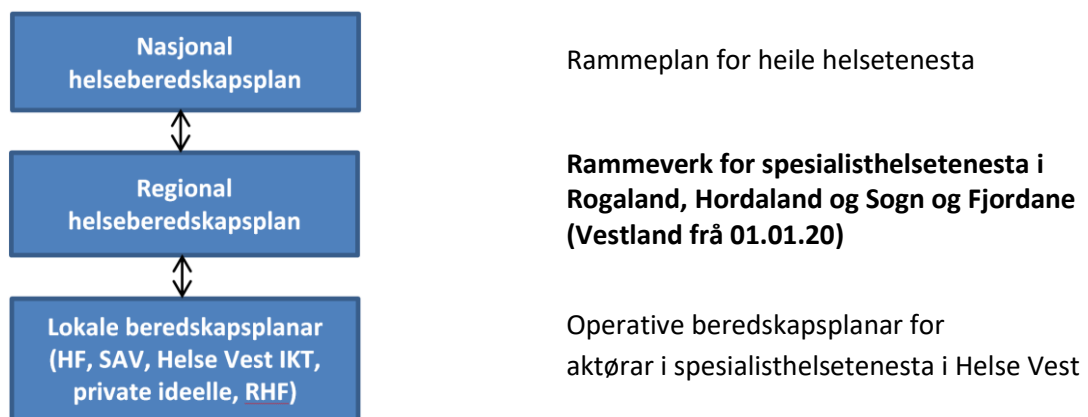 Nasjonal
helseberedskapsplan
Rammeplan for heile helsetenesta
Regional
helseberedskapsplan
Rammeverk for spesialisthelsetenesta i
Rogaland, Hordaland og Sogn og Fjordane
(Vestland frå 01.01.20)
Lokale beredskapsplanar
(HF, SAV, Helse Vest IKT,
private ideelle, RHF)
Operative beredskapsplanar for
aktørar i spesialisthelsetenesta i Helse Vest